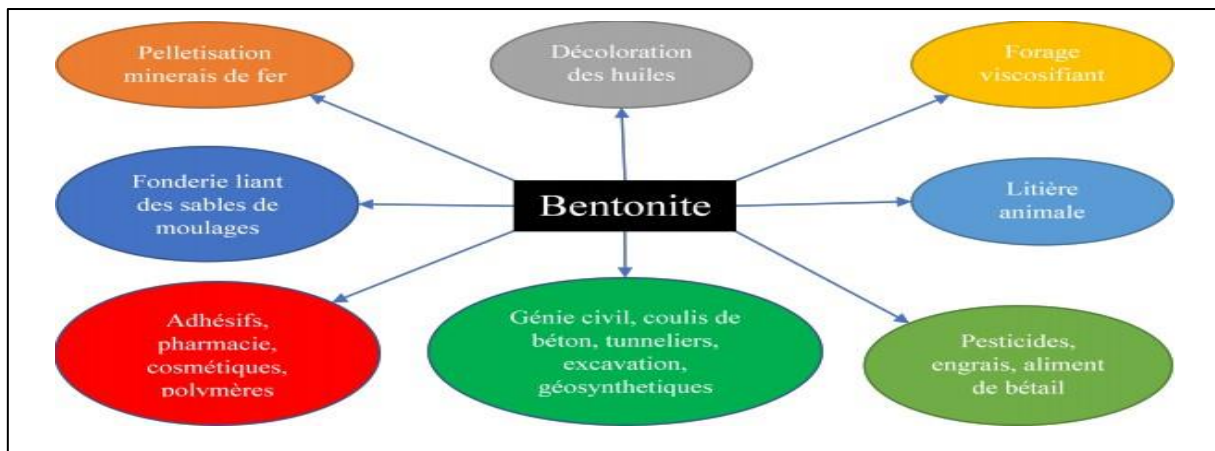 Pelletisation
minerais de fer
Décoloration
des huiles
Forage
viscosifiant
Fonderie liant
des sables de
moulages
Bentonite
Litière
animale
Adhésifs,
pharmacie,
cosmétiques,
polymères
Génie civil, coulis de
béton, tunneliers,
excavation,
géosynthetiques
Pesticides,
engrais, aliment
de bétail